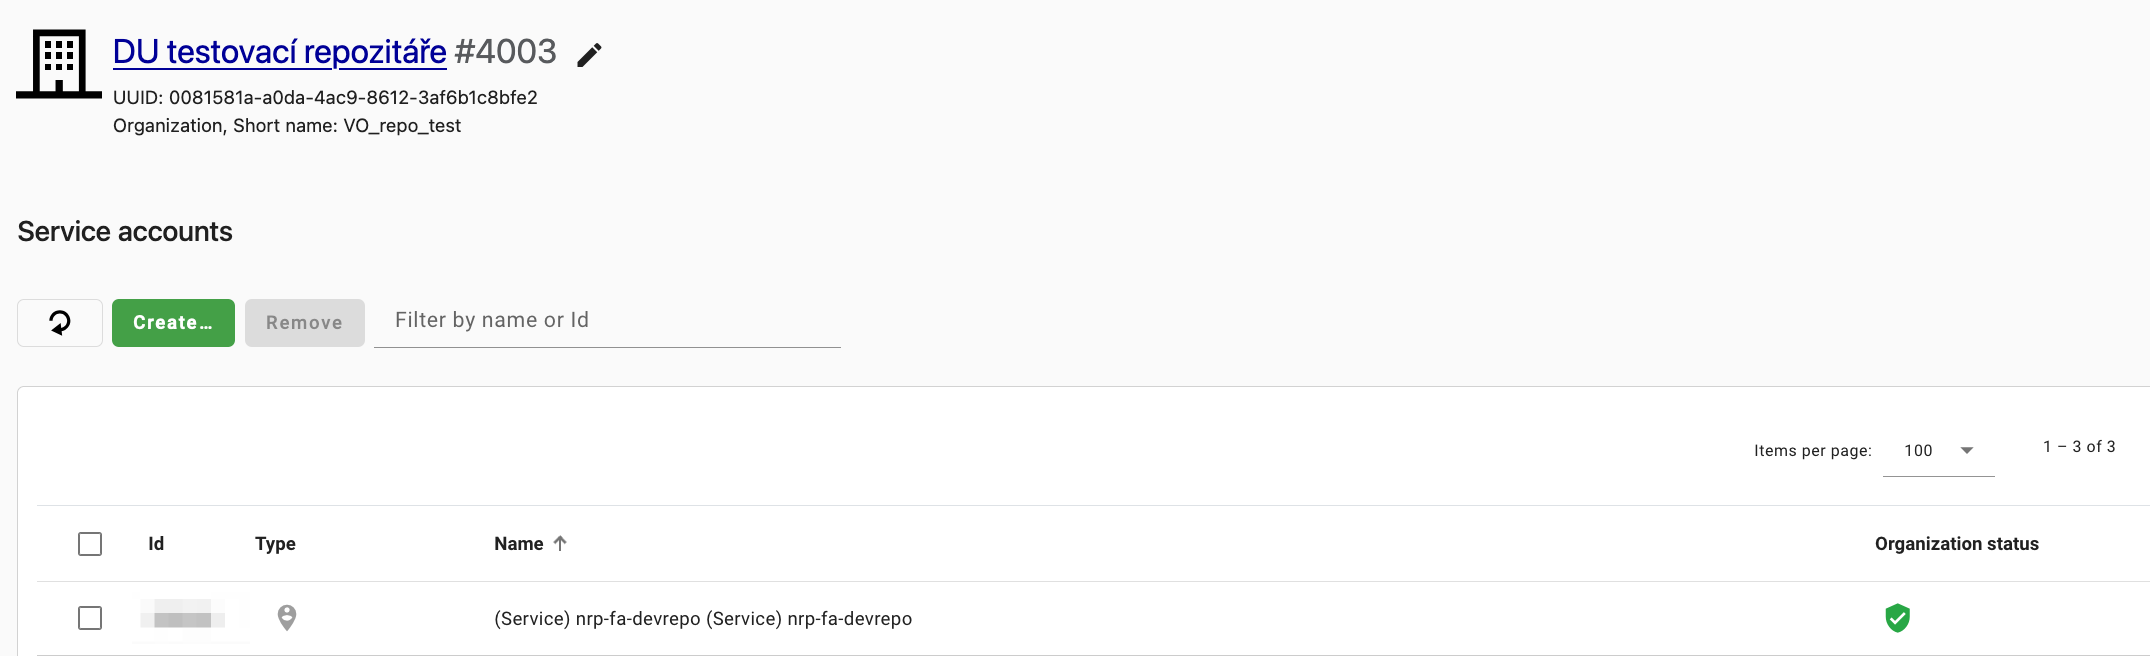 DU testovací repozitáře #4003
UUID: 0081581a-a0da-4ac9-8612-3af6b1c8bfe2
Organization, Short name: VO_repo_test
Service accounts
Create…
Remove
Filter by name or Id
Items per page: 100
1 – 3 of 3
Id Type Name Organization status
(Service) nrp-fa-devrepo (Service) nrp-fa-devrepo